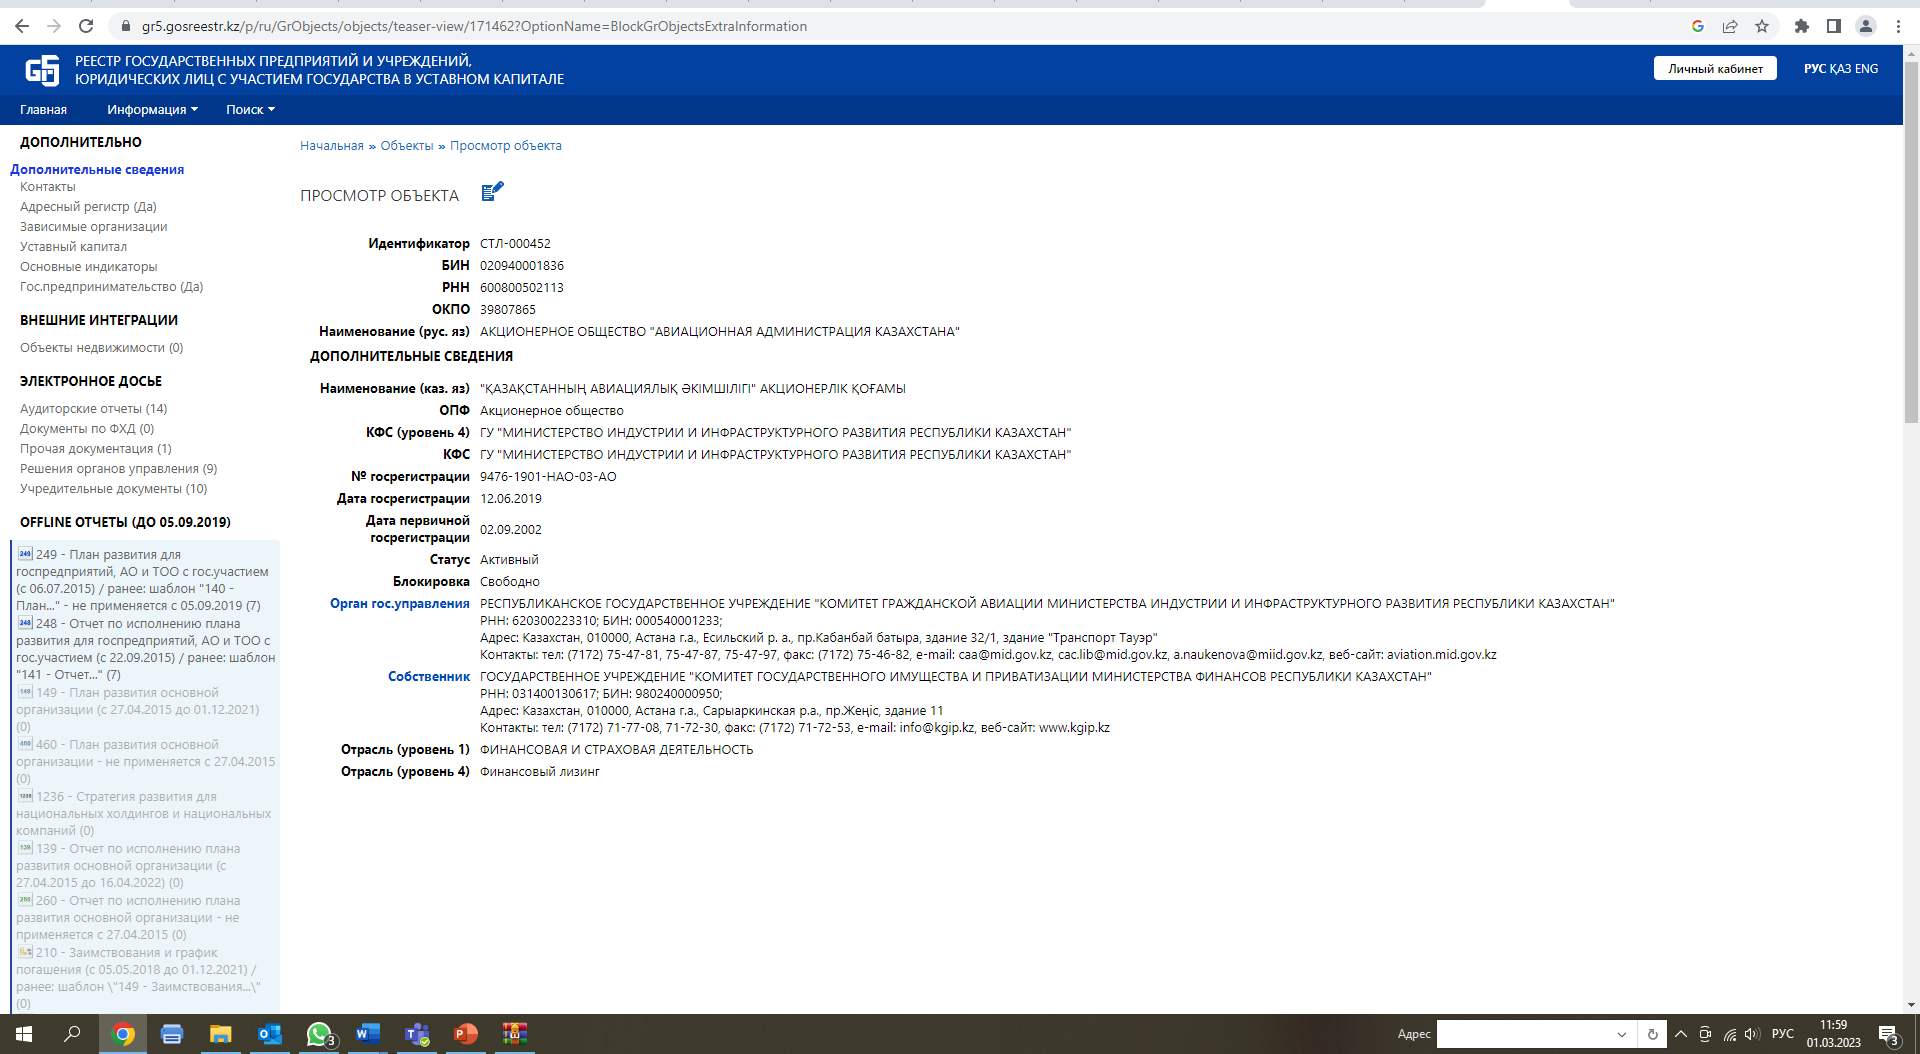 gr5.gosreestr.kz/p/ru/GrObjects/objects/teaser-view/171462?OptionName=BlockGrObjectsExtraInformation
РЕЕСТР ГОСУДАРСТВЕННЫХ ПРЕДПРИЯТИЙ И УЧРЕЖДЕНИЙ,
ЮРИДИЧЕСКИХ ЛИЦ С УЧАСТИЕМ ГОСУДАРСТВА В УСТАВНОМ КАПИТАЛЕ
Личный кабинет
РУС ҚАЗ ENG
Главная Информация Поиск
ДОПОЛНИТЕЛЬНО
Дополнительные сведения
Контакты
Адресный регистр (Да)
Зависимые организации
Уставный капитал
Основные индикаторы
Гос.предпринимательство (Да)
ВНЕШНИЕ ИНТЕГРАЦИИ
Объекты недвижимости (0)
ЭЛЕКТРОННОЕ ДОСЬЕ
Аудиторские отчеты (14)
Документы по ФХД (0)
Прочая документация (1)
Решения органов управления (9)
Учредительные документы (10)
OFFLINE ОТЧЕТЫ (ДО 05.09.2019)
249 249 - План развития для
госпредприятий, АО и ТОО с гос.участием
(с 06.07.2015) / ранее: шаблон "140 -
План..." - не применяется с 05.09.2019 (7)
248 248 - Отчет по исполнению плана
развития для госпредприятий, АО и ТОО с
гос.участием (с 22.09.2015) / ранее: шаблон
"141 - Отчет..." (7)
149 149 - План развития основной
организации (с 27.04.2015 до 01.12.2021)
(0)
460 460 - План развития основной
организации - не применяется с 27.04.2015
(0)
1236 1236 - Стратегия развития для
национальных холдингов и национальных
компаний (0)
139 139 - Отчет по исполнению плана
развития основной организации (с
27.04.2015 до 16.04.2022) (0)
260 260 - Отчет по исполнению плана
развития основной организации - не
применяется с 27.04.2015 (0)
210 - Заимствования и график
погашения (с 05.05.2018 до 01.12.2021) /
ранее: шаблон \"149 - Заимствования...\"
(0)
Начальная » Объекты » Просмотр объекта
ПРОСМОТР ОБЪЕКТА
Идентификатор СТЛ-000452
БИН 020940001836
РНН 600800502113
ОКПО 39807865
Наименование (рус. яз) АКЦИОНЕРНОЕ ОБЩЕСТВО "АВИАЦИОННАЯ АДМИНИСТРАЦИЯ КАЗАХСТАНА"
ДОПОЛНИТЕЛЬНЫЕ СВЕДЕНИЯ
Наименование (каз. яз) "ҚАЗАҚСТАННЫҢ АВИАЦИЯЛЫҚ ӘКІМШІЛІГІ" АКЦИОНЕРЛІК ҚОҒАМЫ
ОПФ Акционерное общество
КФС (уровень 4) ГУ "МИНИСТЕРСТВО ИНДУСТРИИ И ИНФРАСТРУКТУРНОГО РАЗВИТИЯ РЕСПУБЛИКИ КАЗАХСТАН"
КФС ГУ "МИНИСТЕРСТВО ИНДУСТРИИ И ИНФРАСТРУКТУРНОГО РАЗВИТИЯ РЕСПУБЛИКИ КАЗАХСТАН"
№ госрегистрации 9476-1901-НАО-03-АО
Дата госрегистрации 12.06.2019
Дата первичной
госрегистрации 02.09.2002
Статус Активный
Блокировка Свободно
Орган гос.управления РЕСПУБЛИКАНСКОЕ ГОСУДАРСТВЕННОЕ УЧРЕЖДЕНИЕ "КОМИТЕТ ГРАЖДАНСКОЙ АВИАЦИИ МИНИСТЕРСТВА ИНДУСТРИИ И ИНФРАСТРУКТУРНОГО РАЗВИТИЯ РЕСПУБЛИКИ КАЗАХСТАН"
РНН: 620300223310; БИН: 000540001233;
Адрес: Казахстан, 010000, Астана г.а., Есильский р. а., пр.Кабанбай батыра, здание 32/1, здание "Транспорт Тауэр"
Контакты: тел: (7172) 75-47-81, 75-47-87, 75-47-97, факс: (7172) 75-46-82, e-mail: caa@mid.gov.kz, cac.lib@mid.gov.kz, a.naukenova@miid.gov.kz, веб-сайт: aviation.mid.gov.kz
Собственник ГОСУДАРСТВЕННОЕ УЧРЕЖДЕНИЕ "КОМИТЕТ ГОСУДАРСТВЕННОГО ИМУЩЕСТВА И ПРИВАТИЗАЦИИ МИНИСТЕРСТВА ФИНАНСОВ РЕСПУБЛИКИ КАЗАХСТАН"
РНН: 031400130617; БИН: 980240000950;
Адрес: Казахстан, 010000, Астана г.а., Сарыаркинская р.а., пр.Жеңіс, здание 11
Контакты: тел: (7172) 71-77-08, 71-72-30, факс: (7172) 71-72-53, e-mail: info@kgip.kz, веб-сайт: www.kgip.kz
Отрасль (уровень 1) ФИНАНСОВАЯ И СТРАХОВАЯ ДЕЯТЕЛЬНОСТЬ
Отрасль (уровень 4) Финансовый лизинг
3
Адрес
РУС
11:59
01.03.2023
3